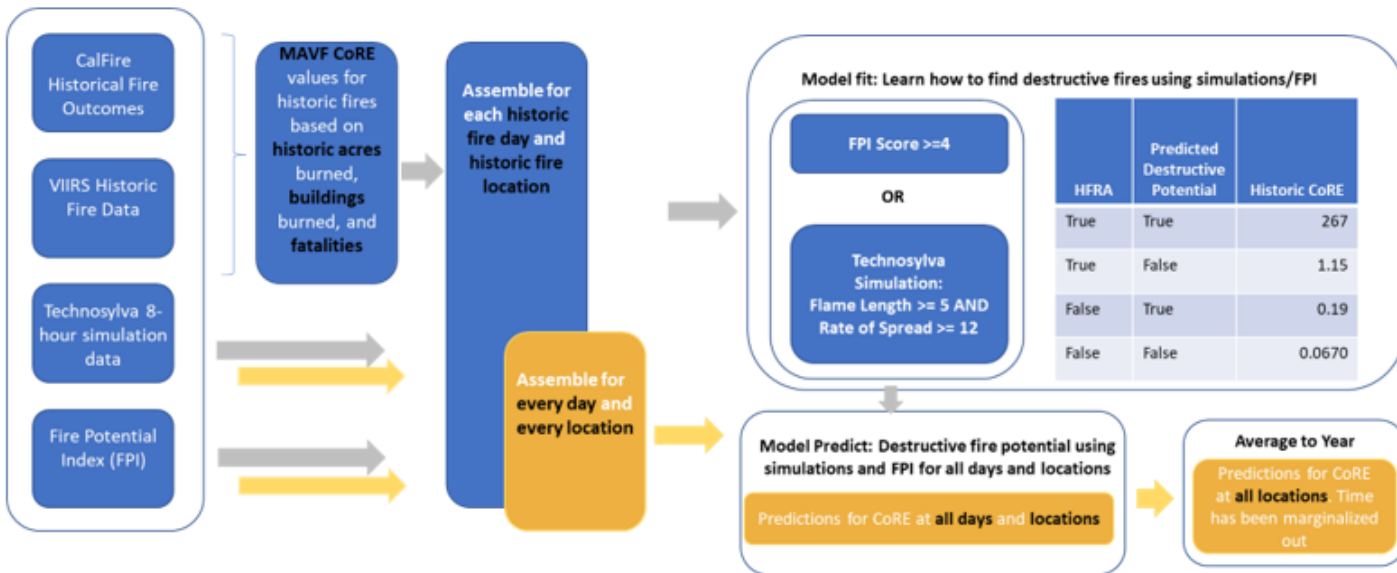 CalFire
Historical Fire
Outcomes
VIIRS Historic
Fire Data
Technosylva 8-
hour simulation
data
Fire Potential
Index (FPI)
MAVF CoRE
values for
historic fires
based on
historic acres
burned,
buildings
burned, and
fatalities
Assemble for
each historic
fire day and
historic fire
location
Assemble for
every day and
every location
Model fit: Learn how to find destructive fires using simulations/FPI
FPI Score >=4
OR
Technosylva
Simulation:
Flame Length >= 5 AND
Rate of Spread >= 12
HFRA Predicted Destructive Potential Historic CoRE
True True 267
True False 1.15
False True 0.19
False False 0.0670
Model Predict: Destructive fire potential using
simulations and FPI for all days and locations
Predictions for CoRE at all days and locations
Average to Year
Predictions for CoRE
at all locations. Time
has been marginalized
out